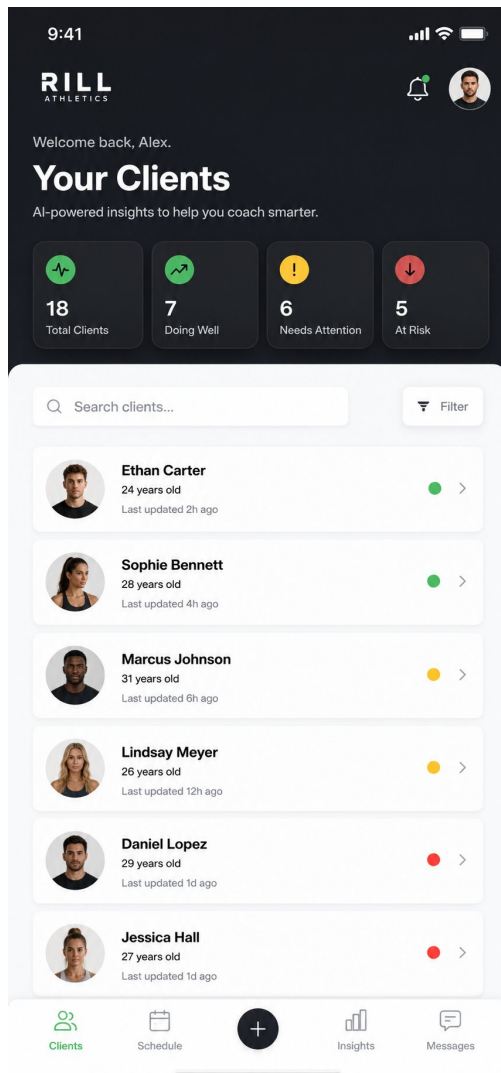 9:41
RILL
ATHLETICS
Welcome back, Alex.
Your Clients
AI-powered insights to help you coach smarter.
18
Total Clients
7
Doing Well
6
Needs Attention
5
At Risk
Search clients...
Filter
Ethan Carter
24 years old
Last updated 2h ago
Sophie Bennett
28 years old
Last updated 4h ago
Marcus Johnson
31 years old
Last updated 6h ago
Lindsay Meyer
26 years old
Last updated 12h ago
Daniel Lopez
29 years old
Last updated 1d ago
Jessica Hall
27 years old
Last updated 1d ago
Clients
Schedule
Insights
Messages